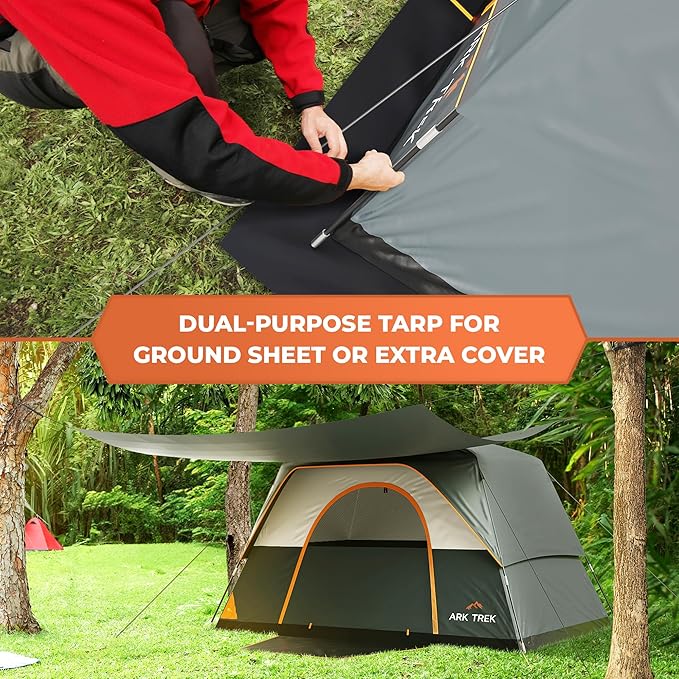 ARK TREK
DUAL-PURPOSE TARP FOR
GROUND SHEET OR EXTRA COVER
ARK TREK